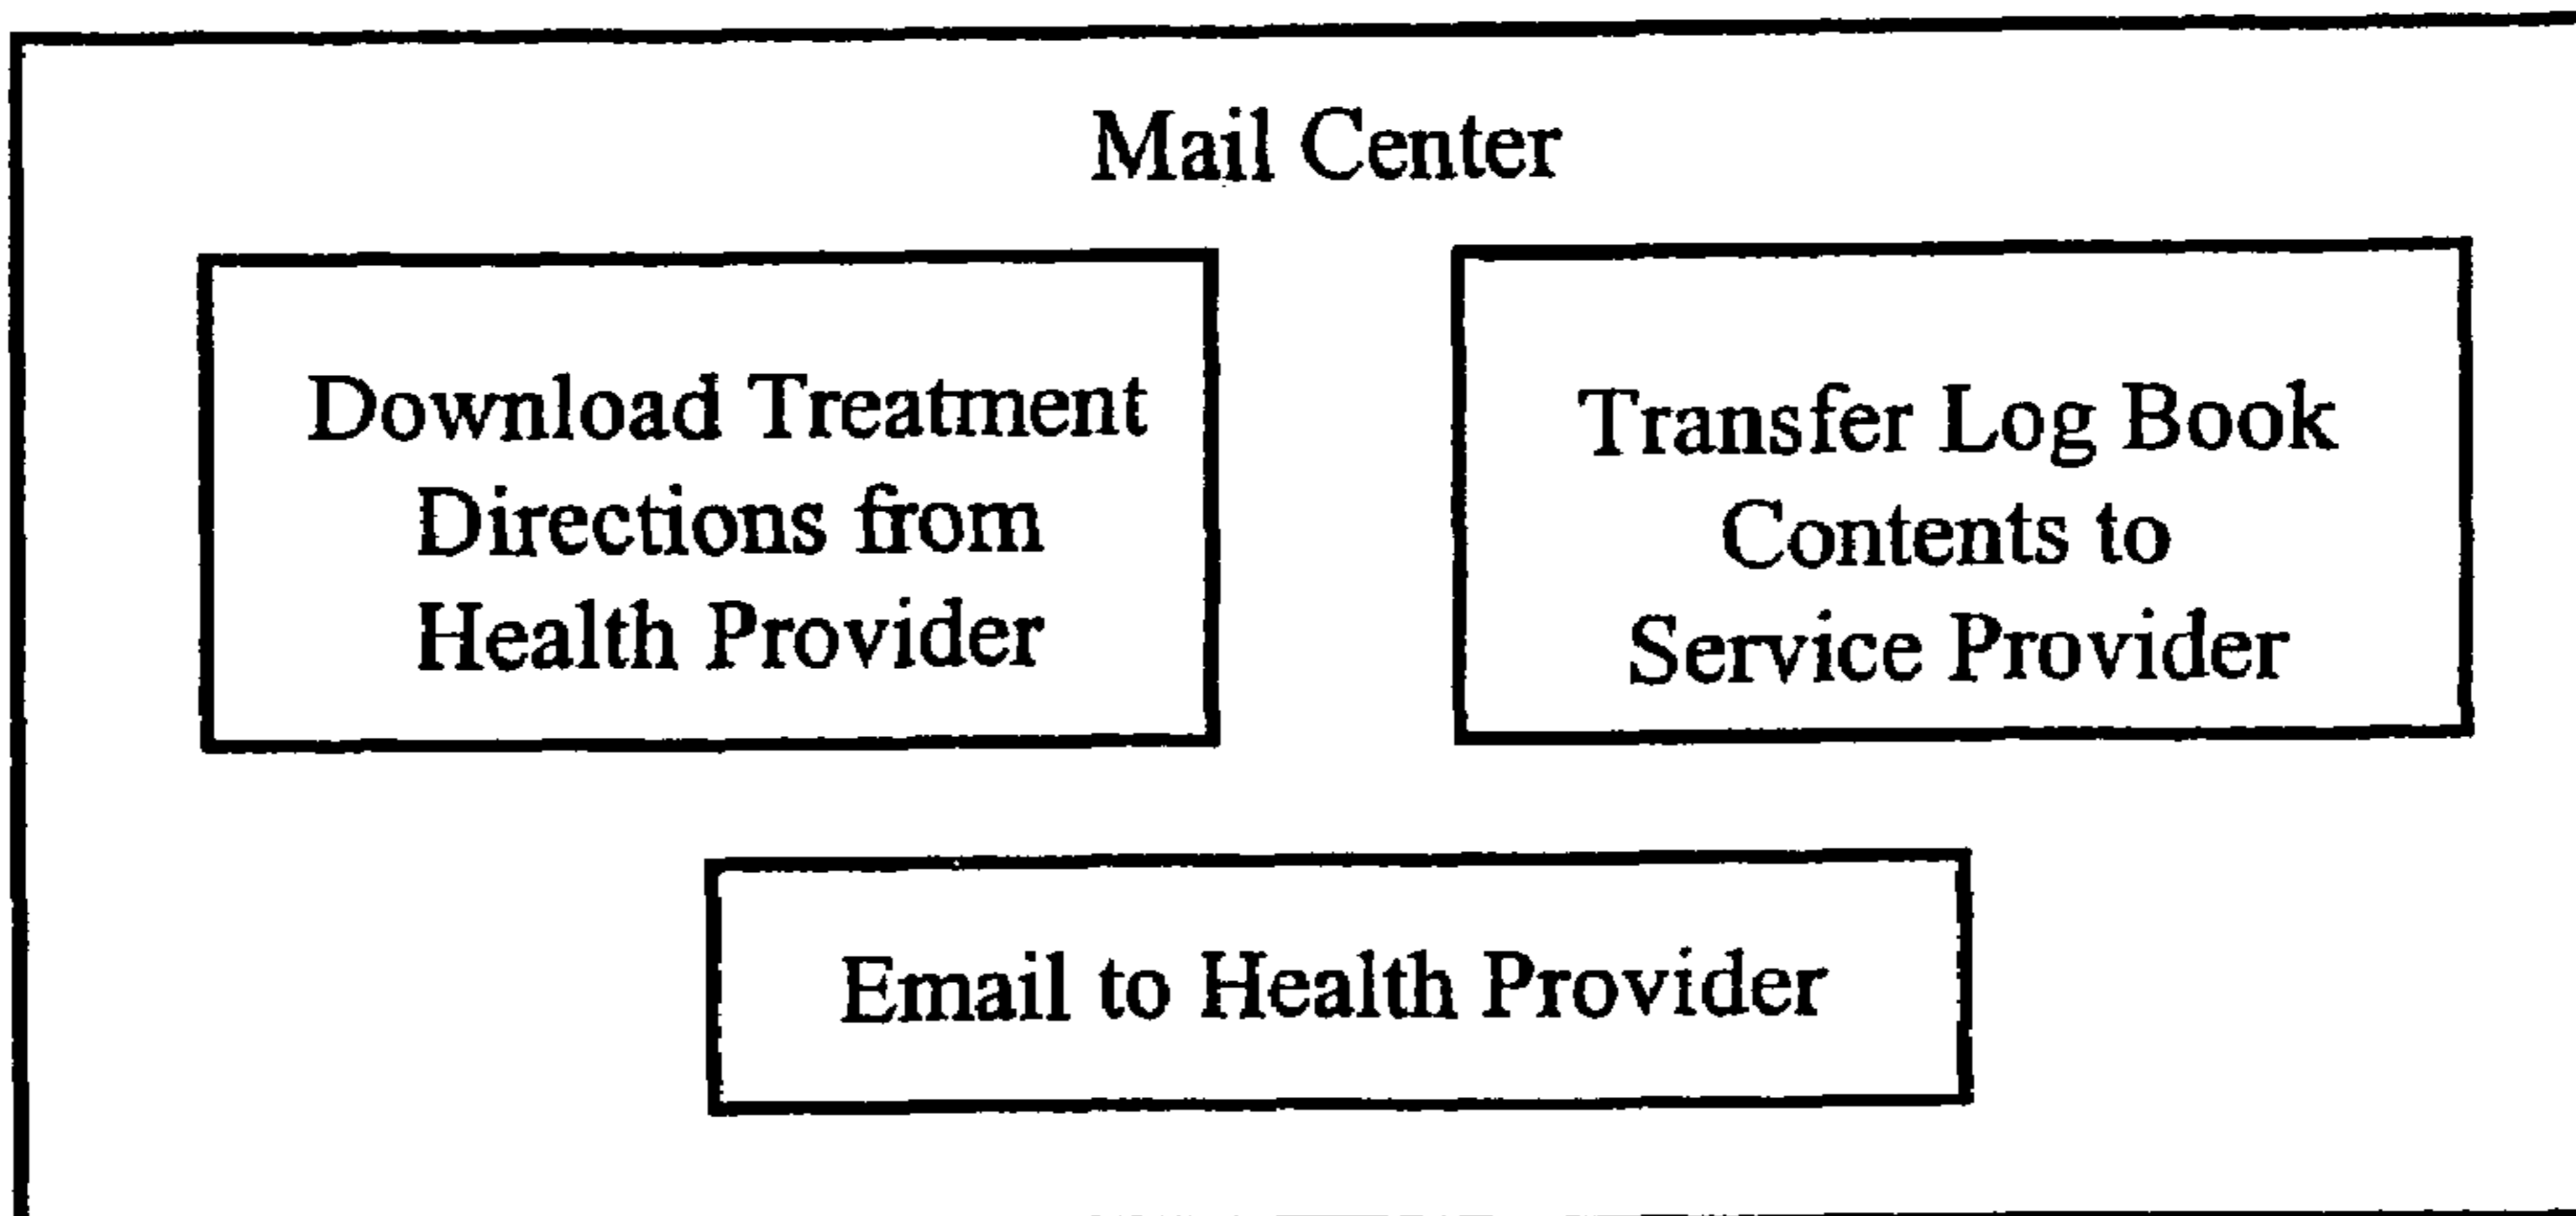 Mail Center
Download Treatment
Directions from
Health Provider
Transfer Log Book
Contents to
Service Provider
Email to Health Provider